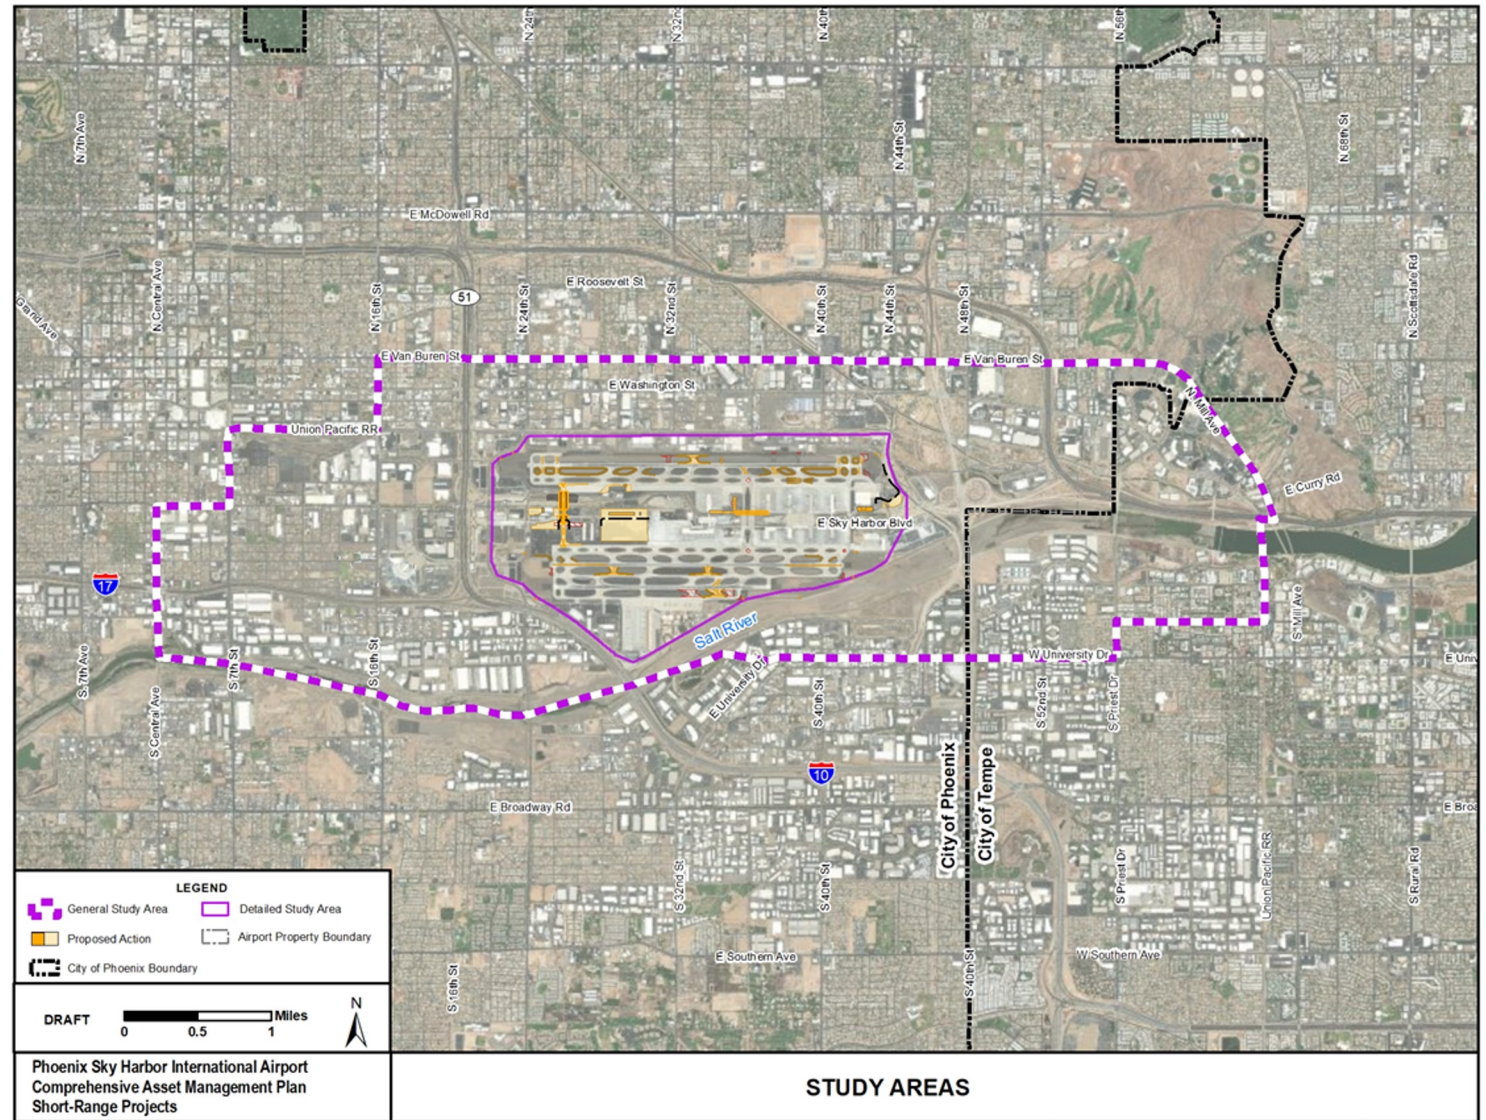 N 24th
N 32nd
N 40th
N 56th
N 7th Ave
N 44th St
N 68th St
E McDowell Rd
N Central Ave
N 16th St
51
N 24th St
E Roosevelt St
N 32nd St
N 40th St
N 44th St
N 48th St
N Scottsdale Rd
Grand Ave
E Van Buren St
E Van Buren St
E Washington St
N Mill Ave
Union Pacific RR
E Curry Rd
E Sky Harbor Blvd
17
S 7th Ave
S 7th St
S 16th St
Salt River
S Mill Ave
W University Dr
E Univ
E University Dr
S Central Ave
S 40th St
S 52nd St
S Priest Dr
City of Phoenix
City of Tempe
10
E Broadway Rd
E Broa
S 32nd St
S 40th St
S Priest Dr
Union Pacific RR
S Rural Rd
S 16th St
E Southern Ave
S 40th St
W Southern Ave
LEGEND
General Study Area
Detailed Study Area
Proposed Action
Airport Property Boundary
City of Phoenix Boundary
DRAFT
0 0.5 1 Miles
N
Phoenix Sky Harbor International Airport
Comprehensive Asset Management Plan
Short-Range Projects
STUDY AREAS